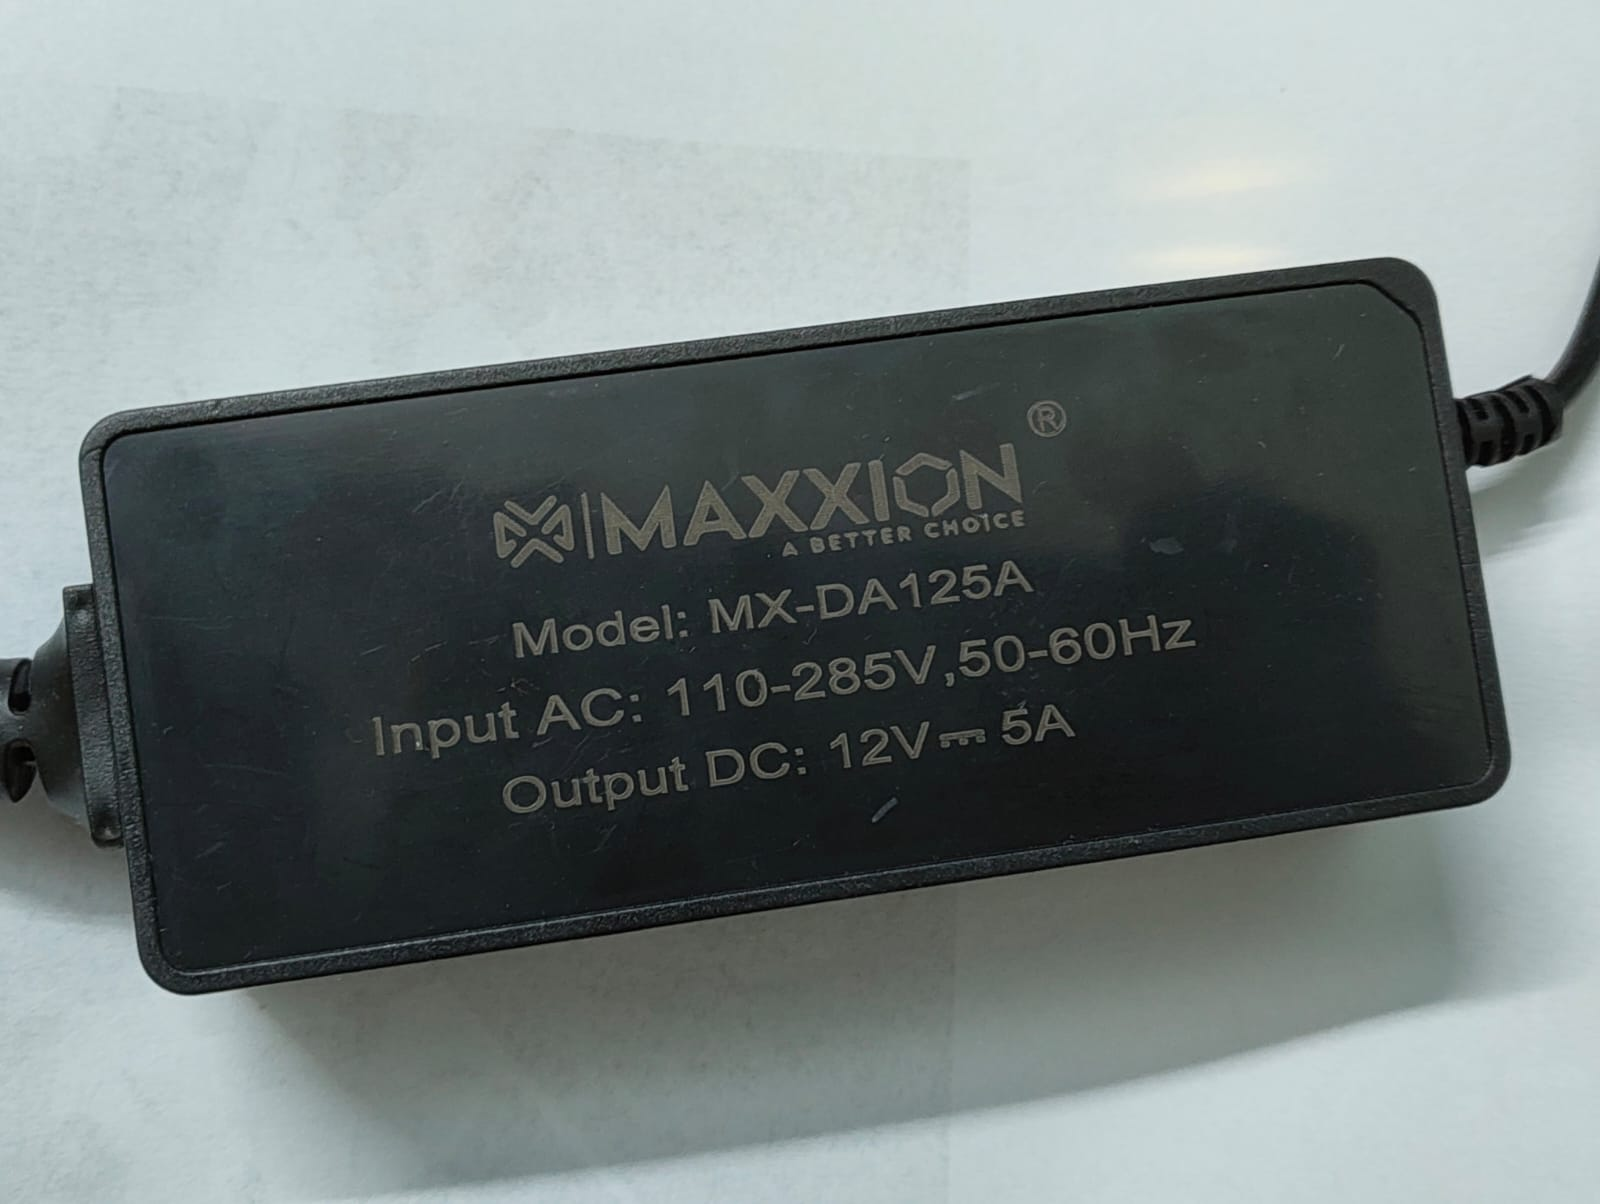 MAXXION ®
A BETTER CHOICE
Model: MX-DA125A
Input AC: 110-285V,50-60Hz
Output DC: 12V⎓5A